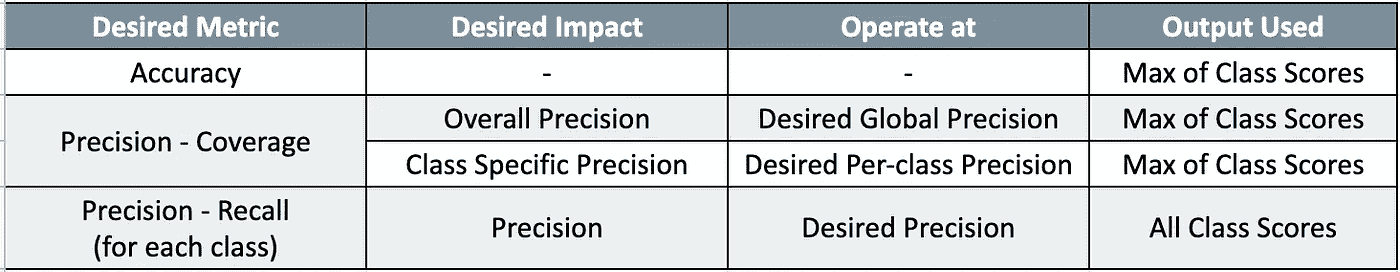 Desired Metric Desired Impact Operate at Output Used
Accuracy - - Max of Class Scores
Precision - Coverage Overall Precision Desired Global Precision Max of Class Scores
Class Specific Precision Desired Per-class Precision Max of Class Scores
Precision - Recall
(for each class) Precision Desired Precision All Class Scores